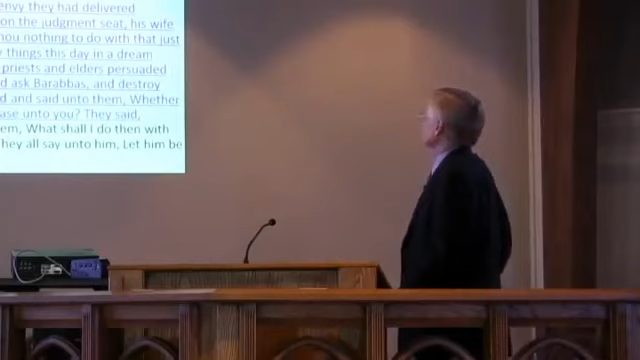 envy they had delivered
on the judgment seat, his wife
hou nothing to do with that just
things this day in a dream
priests and elders persuaded
d ask Barabbas, and destroy
d and said unto them, Whether
ase unto you? They said,
em, What shall I do then with
hey all say unto him, Let him be